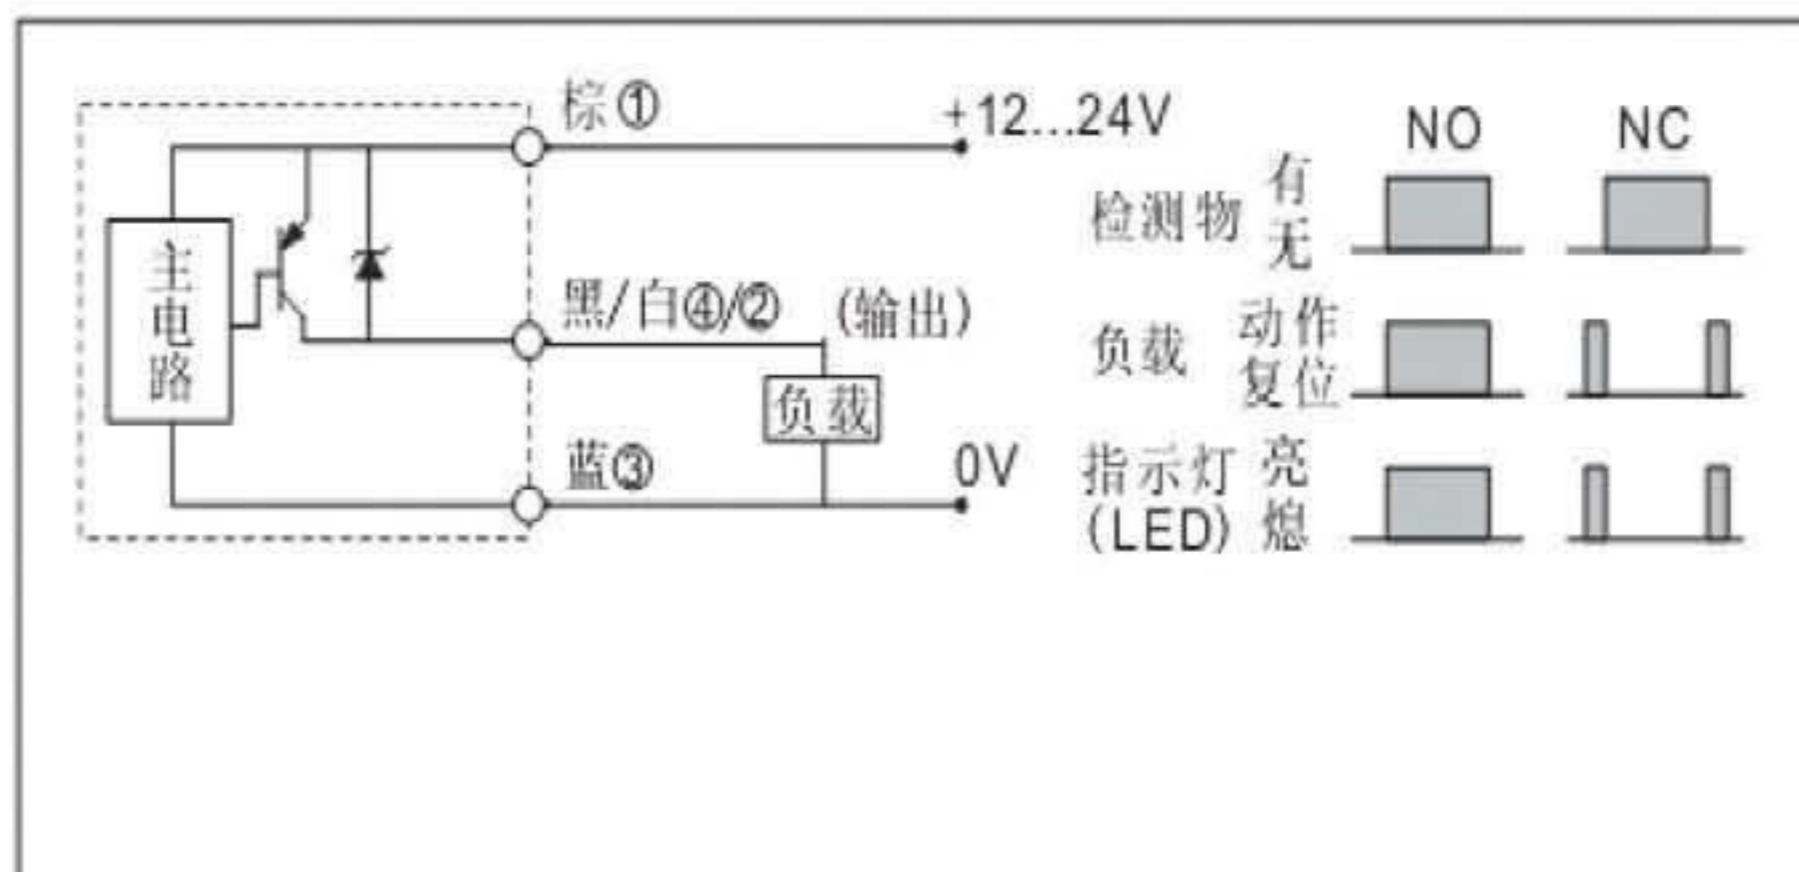 棕①
+12...24V
主电路
黑/白④/②
(输出)
负载
蓝③
0V
NO
NC
检测物
有
无
负载
动作
复位
指示灯
(LED)
亮
熄